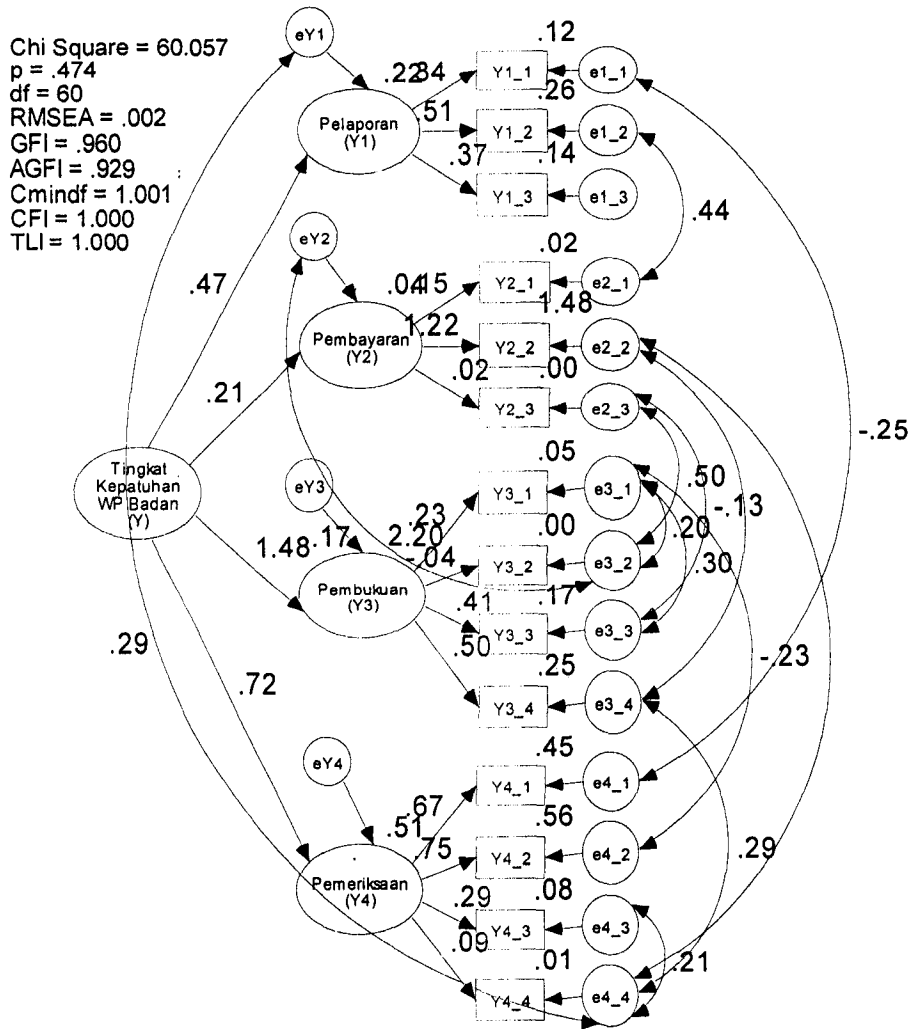 Chi Square = 60.057
p = .474
df = 60
RMSEA = .002
GFI = .960
AGFI = .929
Cmindf = 1.001
CFI = 1.000
TLI = 1.000
eY1
.22
.34
.12
Y1_1
e1_1
Pelaporan
(Y1)
.51
.26
Y1_2
e1_2
.37
.14
Y1_3
e1_3
.44
eY2
.47
.04
.15
.02
Y2_1
e2_1
Pembayaran
(Y2)
1.22
1.48
Y2_2
e2_2
.21
.02
.00
Y2_3
e2_3
-.25
Tingkat
Kepatuhan
WP Badan
(Y)
eY3
.23
.05
Y3_1
e3_1
.50
-.13
1.48
.17
2.20
-.04
.00
Y3_2
e3_2
.20
.30
Pembukuan
(Y3)
.41
.17
Y3_3
e3_3
.29
.50
.25
Y3_4
e3_4
-.23
.72
eY4
.67
.45
Y4_1
e4_1
.51
.75
.56
Y4_2
e4_2
.29
Pemeriksaan
(Y4)
.29
.08
Y4_3
e4_3
.09
.01
Y4_4
e4_4
.21